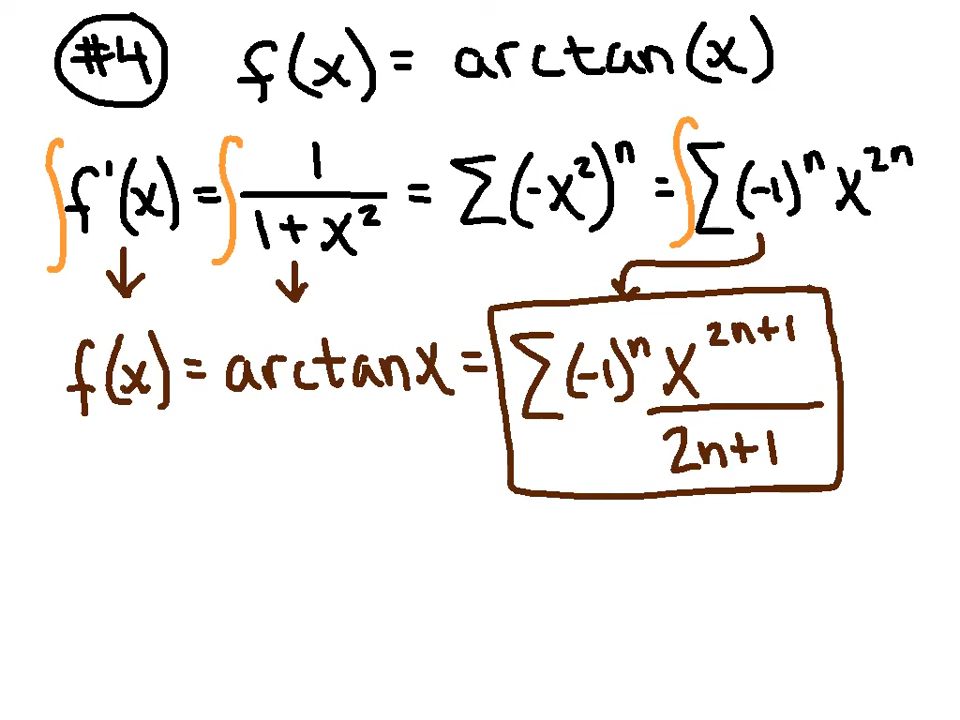 #4 f(x) = arctan(x)
∫f'(x) = ∫ 1/(1 + x²) = ∑(-x²)ⁿ = ∫∑(-1)ⁿ x²ⁿ
f(x) = arctanx = ∑(-1)ⁿ x²ⁿ⁺¹/(2n+1)